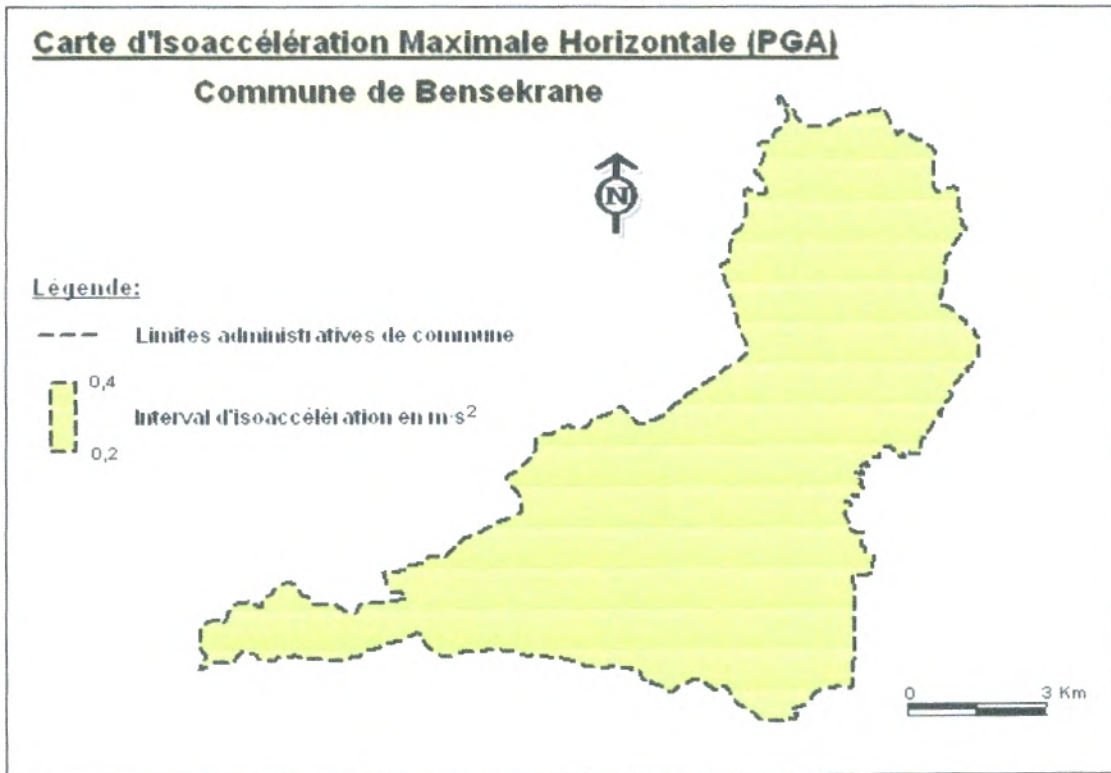 Carte d'Isoaccélération Maximale Horizontale (PGA)
Commune de Bensekrane
N
Légende:
Limites administratives de commune
0,4
Interval d'isoaccélération en m·s²
0,2
0 3 Km